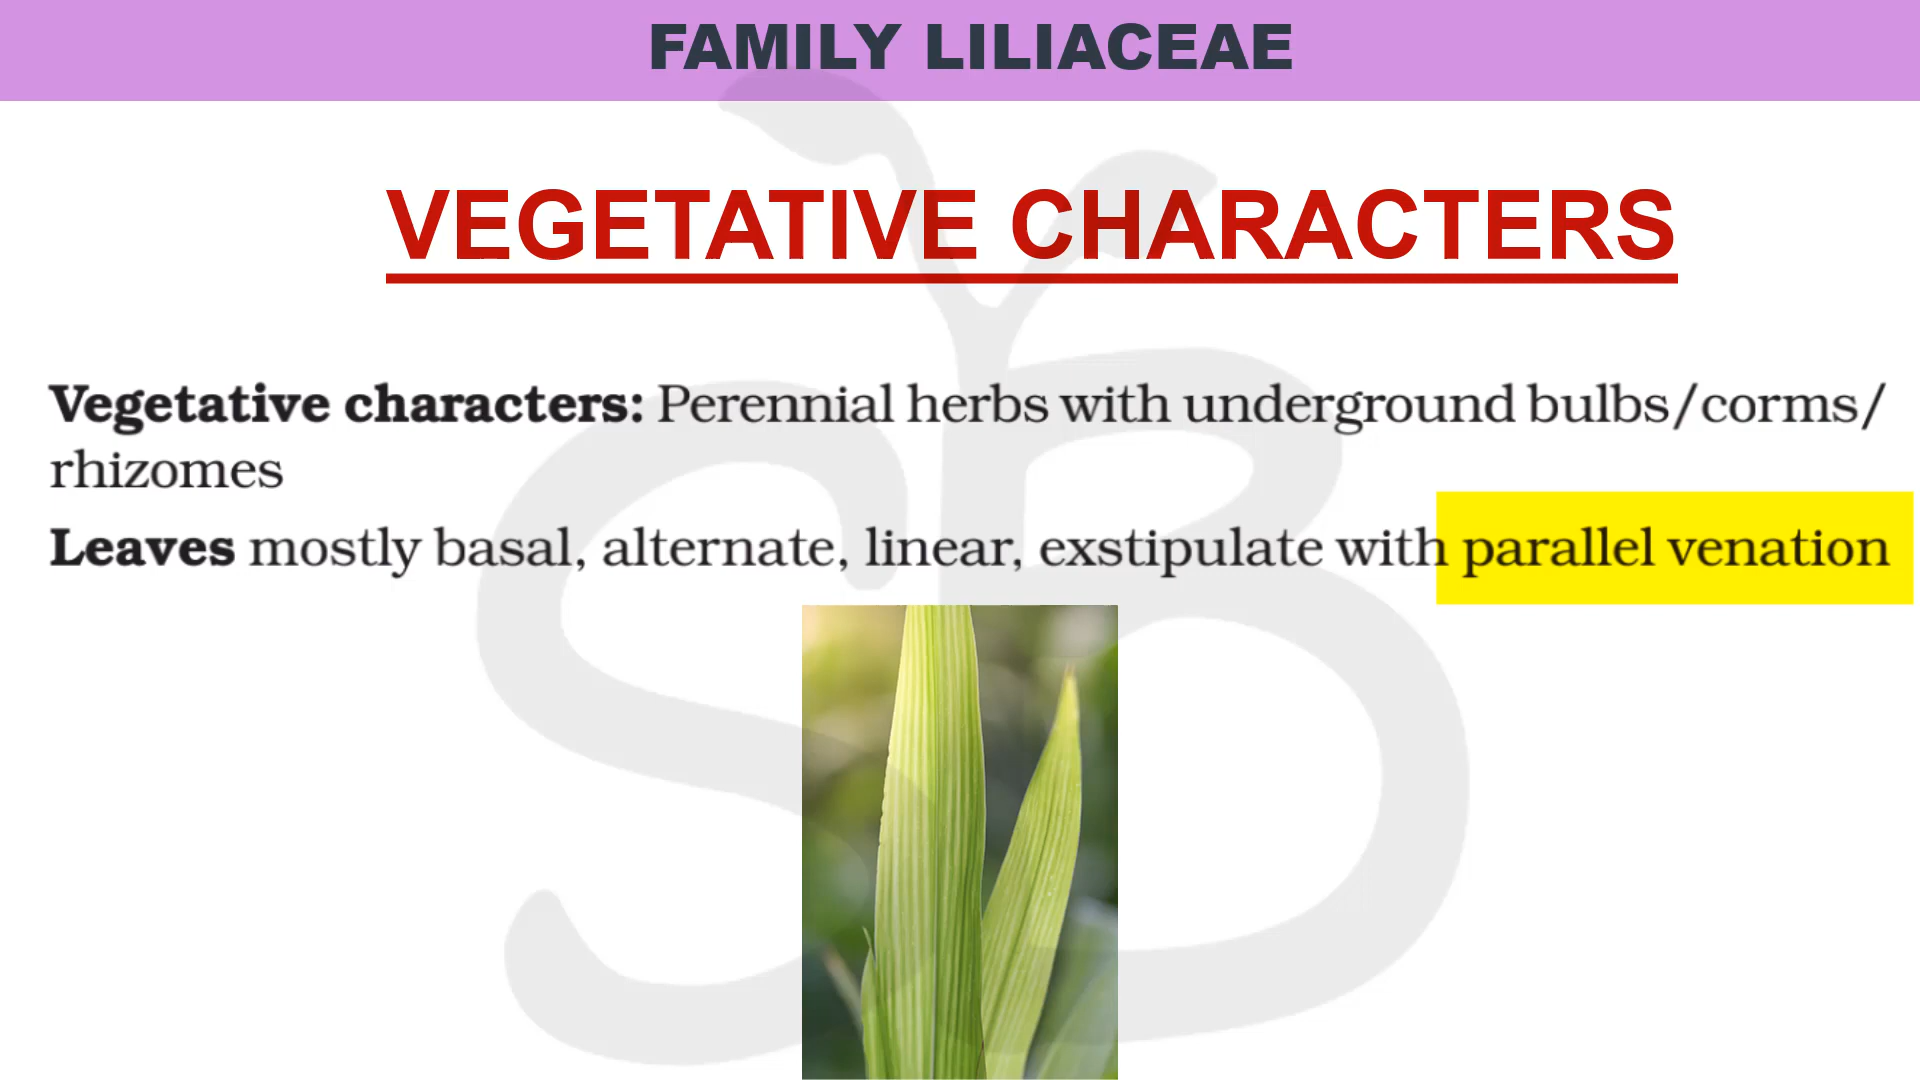 FAMILY LILIACEAE
VEGETATIVE CHARACTERS
Vegetative characters: Perennial herbs with underground bulbs/corms/
rhizomes
Leaves mostly basal, alternate, linear, exstipulate with parallel venation
SB